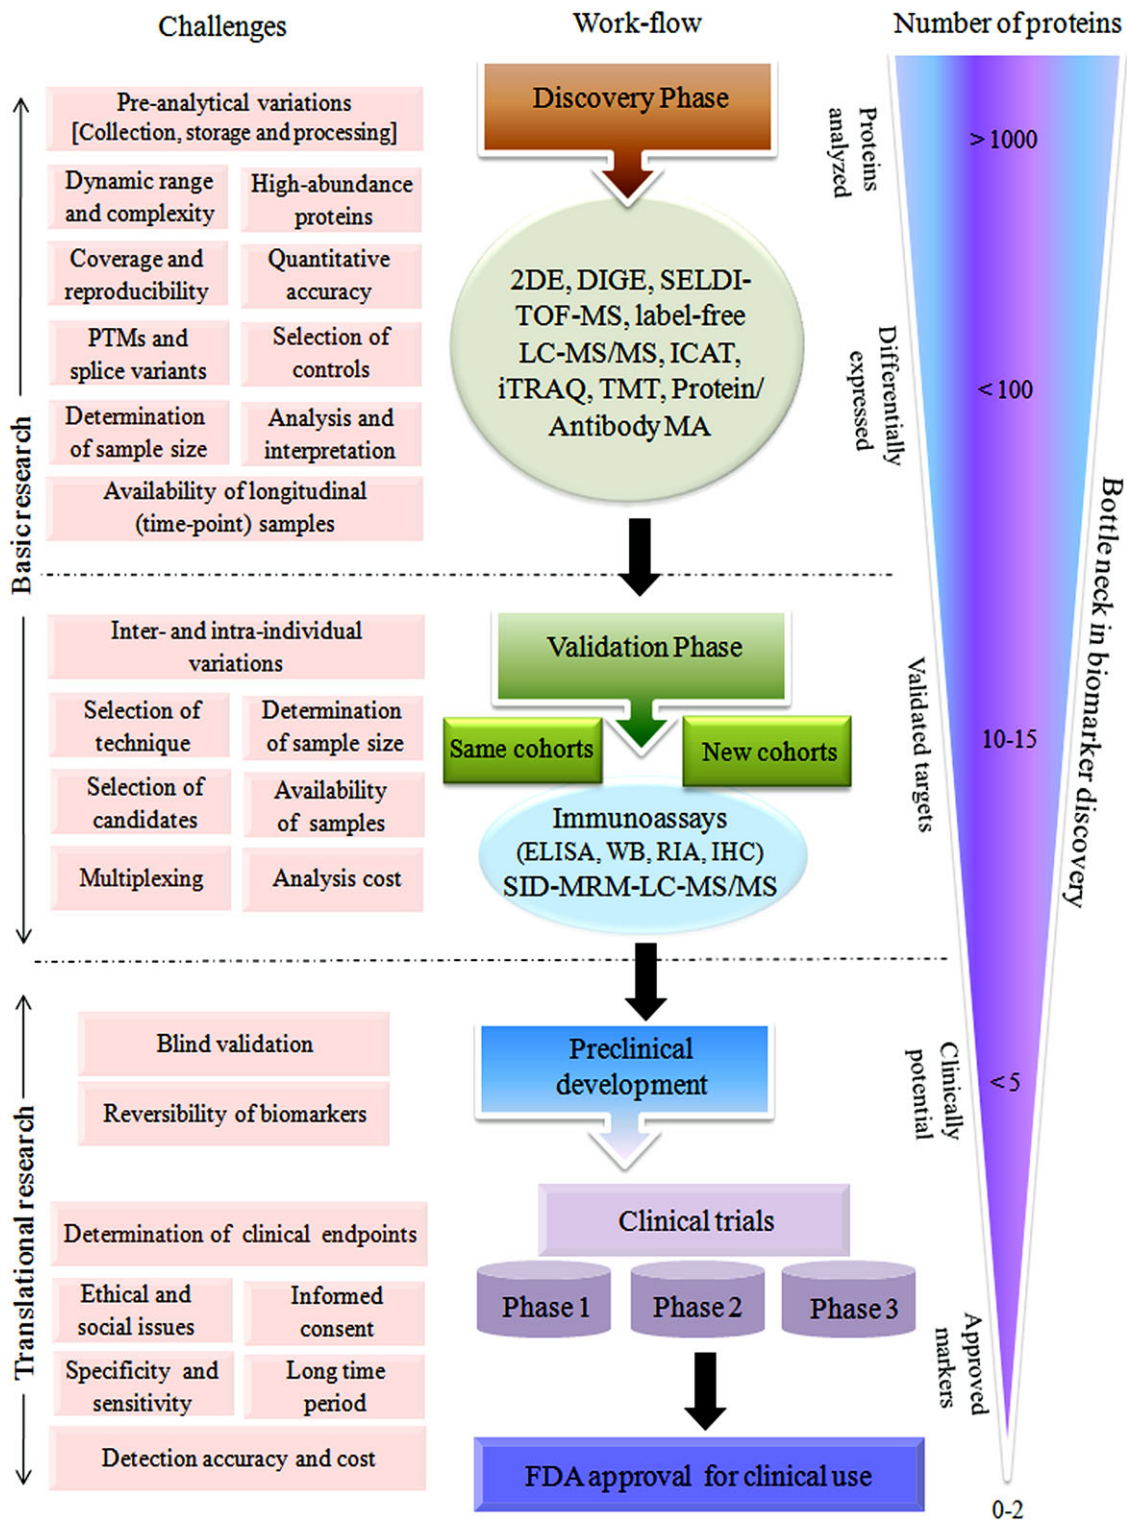 Challenges
Work-flow
Number of proteins
Basic research
Translational research
Pre-analytical variations
[Collection, storage and processing]
Dynamic range
and complexity
High-abundance
proteins
Coverage and
reproducibility
Quantitative
accuracy
PTMs and
splice variants
Selection of
controls
Determination
of sample size
Analysis and
interpretation
Availability of longitudinal
(time-point) samples
Inter- and intra-individual
variations
Selection of
technique
Determination
of sample size
Selection of
candidates
Availability
of samples
Multiplexing
Analysis cost
Blind validation
Reversibility of biomarkers
Determination of clinical endpoints
Ethical and
social issues
Informed
consent
Specificity and
sensitivity
Long time
period
Detection accuracy and cost
Discovery Phase
2DE, DIGE, SELDI-
TOF-MS, label-free
LC-MS/MS, ICAT,
iTRAQ, TMT, Protein/
Antibody MA
Validation Phase
Same cohorts
New cohorts
Immunoassays
(ELISA, WB, RIA, IHC)
SID-MRM-LC-MS/MS
Preclinical
development
Clinical trials
Phase 1
Phase 2
Phase 3
FDA approval for clinical use
Proteins
analyzed
> 1000
Differentially
expressed
< 100
Validated targets
10-15
Clinically
potential
< 5
Approved
markers
0-2
Bottle neck in biomarker discovery